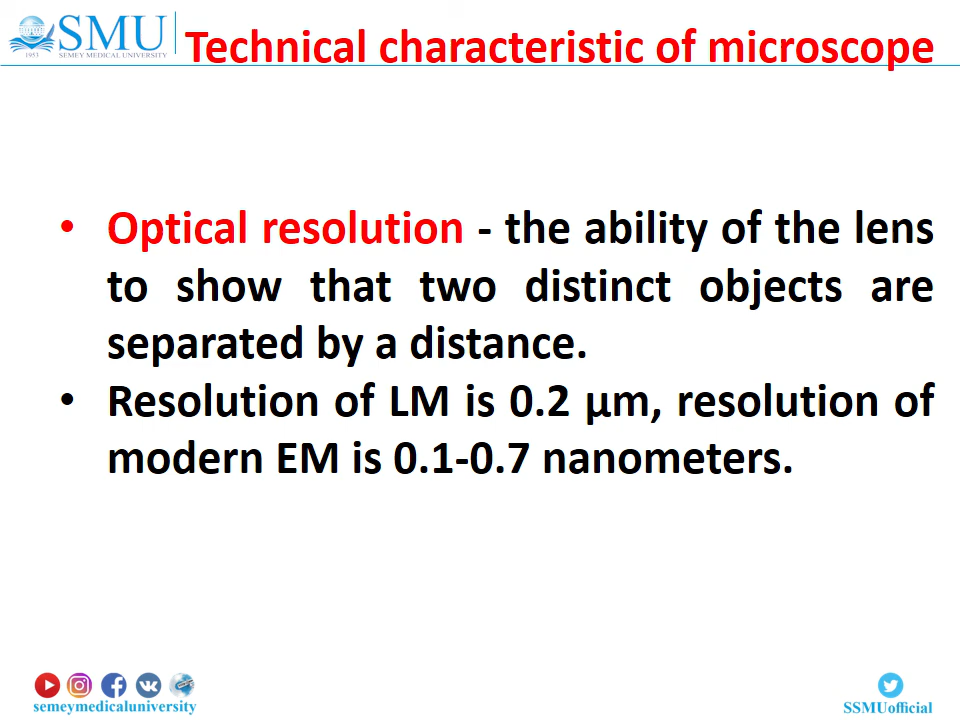 SMU
SEMEY MEDICAL UNIVERSITY
1953
Technical characteristic of microscope
• Optical resolution - the ability of the lens
to show that two distinct objects are
separated by a distance.
• Resolution of LM is 0.2 μm, resolution of
modern EM is 0.1-0.7 nanometers.
semeymedicaluniversity
SSMUofficial